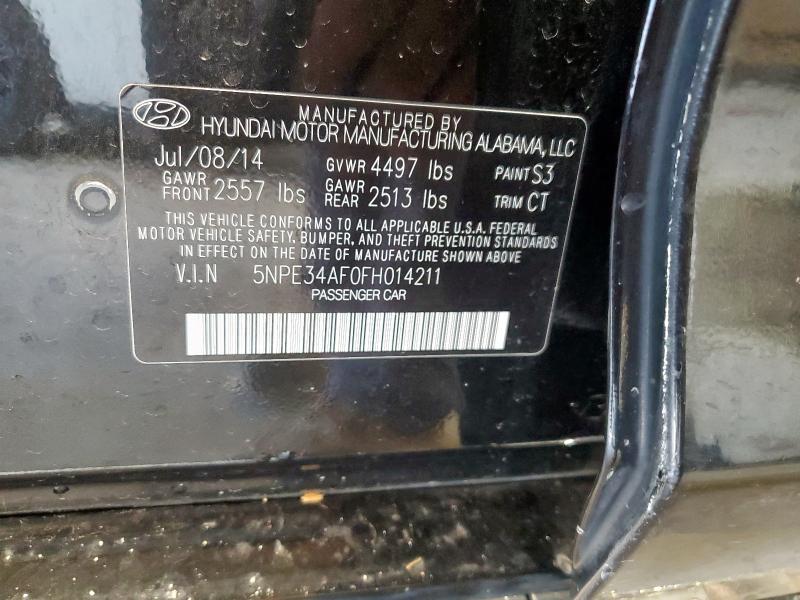 MANUFACTURED BY
HYUNDAI MOTOR MANUFACTURING ALABAMA, LLC
Jul/08/14 GVWR 4497 lbs PAINT S3
GAWR FRONT 2557 lbs GAWR REAR 2513 lbs TRIM CT
THIS VEHICLE CONFORMS TO ALL APPLICABLE U.S.A. FEDERAL
MOTOR VEHICLE SAFETY, BUMPER, AND THEFT PREVENTION STANDARDS
IN EFFECT ON THE DATE OF MANUFACTURE SHOWN ABOVE
V.I.N 5NPE34AF0FH014211
PASSENGER CAR